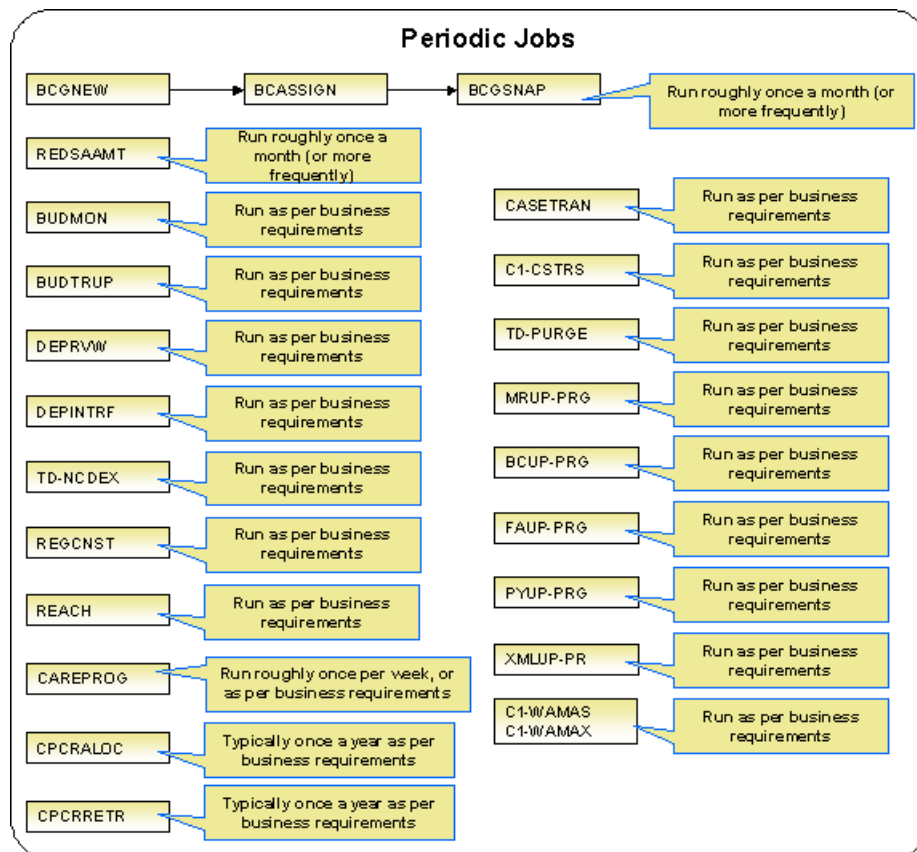 Periodic Jobs
BCGNEW
BCASSIGN
BCGSNAP
Run roughly once a month (or
more frequently)
REDSAAMT
Run roughly once a
month (or more
frequently)
BUDMON
Run as per business
requirements
BUDTRUP
Run as per business
requirements
DEPRVW
Run as per business
requirements
DEPINTRF
Run as per business
requirements
TD-NCDEX
Run as per business
requirements
REGCNST
Run as per business
requirements
REACH
Run as per business
requirements
CAREPROG
Run roughly once per week, or
as per business requirements
CPCRALOC
Typically once a year as per
business requirements
CPCRRETR
Typically once a year as per
business requirements
CASETRAN
Run as per business
requirements
C1-CSTRS
Run as per business
requirements
TD-PURGE
Run as per business
requirements
MRUP-PRG
Run as per business
requirements
BCUP-PRG
Run as per business
requirements
FAUP-PRG
Run as per business
requirements
PYUP-PRG
Run as per business
requirements
XMLUP-PR
Run as per business
requirements
C1-WAMAS
C1-WAMAX
Run as per business
requirements